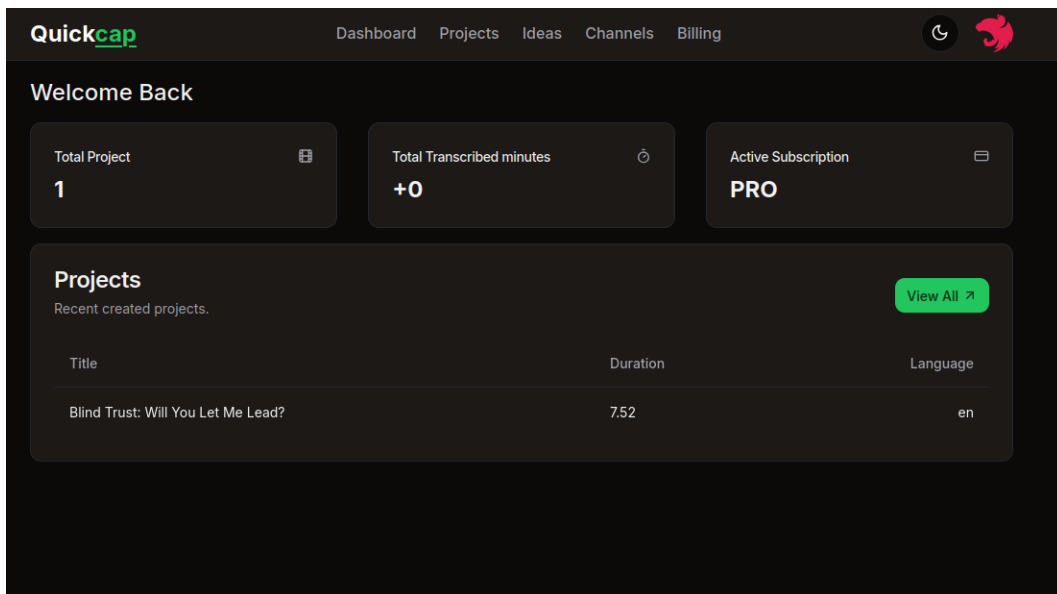 Quickcap Dashboard Projects Ideas Channels Billing
Welcome Back
Total Project
1
Total Transcribed minutes
+0
Active Subscription
PRO
Projects
Recent created projects.
View All
Title Duration Language
Blind Trust: Will You Let Me Lead? 7.52 en